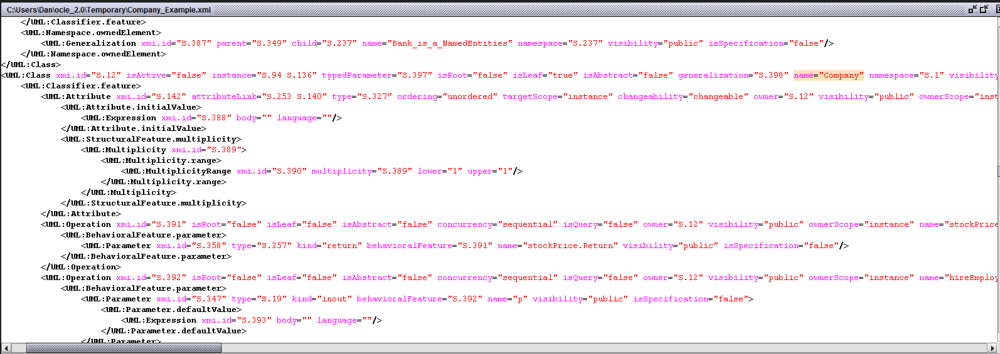 C:\Users\Dan\ocle_2.0\Temporary\Company_Example.xml
</UML:Classifier.feature>
<UML:Namespace.ownedElement>
<UML:Generalization xmi.id="S.387" parent="S.349" child="S.237" name="Bank_is_a_NamedEntities" namespace="S.237" visibility="public" isSpecification="false"/>
</UML:Namespace.ownedElement>
</UML:Class>
<UML:Class xmi.id="S.12" isActive="false" instance="S.94 S.136" typedParameter="S.397" isRoot="false" isLeaf="true" isAbstract="false" generalization="S.398" name="Company" namespace="S.1" visibility
<UML:Classifier.feature>
<UML:Attribute xmi.id="S.142" attributeLink="S.253 S.140" type="S.327" ordering="unordered" targetScope="instance" changeability="changeable" owner="S.12" visibility="public" ownerScope="inst
<UML:Attribute.initialValue>
<UML:Expression xmi.id="S.388" body="" language=""/>
</UML:Attribute.initialValue>
<UML:StructuralFeature.multiplicity>
<UML:Multiplicity xmi.id="S.389">
<UML:Multiplicity.range>
<UML:MultiplicityRange xmi.id="S.390" multiplicity="S.389" lower="1" upper="1"/>
</UML:Multiplicity.range>
</UML:Multiplicity>
</UML:StructuralFeature.multiplicity>
</UML:Attribute>
<UML:Operation xmi.id="S.391" isRoot="false" isLeaf="false" isAbstract="false" concurrency="sequential" isQuery="false" owner="S.12" visibility="public" ownerScope="instance" name="stockPrice
<UML:BehavioralFeature.parameter>
<UML:Parameter xmi.id="S.358" type="S.357" kind="return" behavioralFeature="S.391" name="stockPrice.Return" visibility="public" isSpecification="false"/>
</UML:BehavioralFeature.parameter>
</UML:Operation>
<UML:Operation xmi.id="S.392" isRoot="false" isLeaf="false" isAbstract="false" concurrency="sequential" isQuery="false" owner="S.12" visibility="public" ownerScope="instance" name="hireEmploy
<UML:BehavioralFeature.parameter>
<UML:Parameter xmi.id="S.347" type="S.19" kind="inout" behavioralFeature="S.392" name="p" visibility="public" isSpecification="false">
<UML:Parameter.defaultValue>
<UML:Expression xmi.id="S.393" body="" language=""/>
</UML:Parameter.defaultValue>
</UML:Parameter>